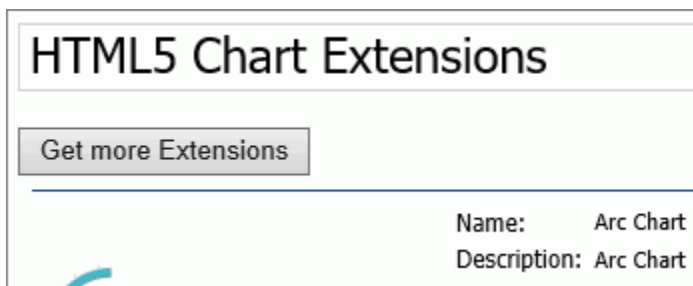 HTML5 Chart Extensions
Get more Extensions
Name: Arc Chart
Description: Arc Chart